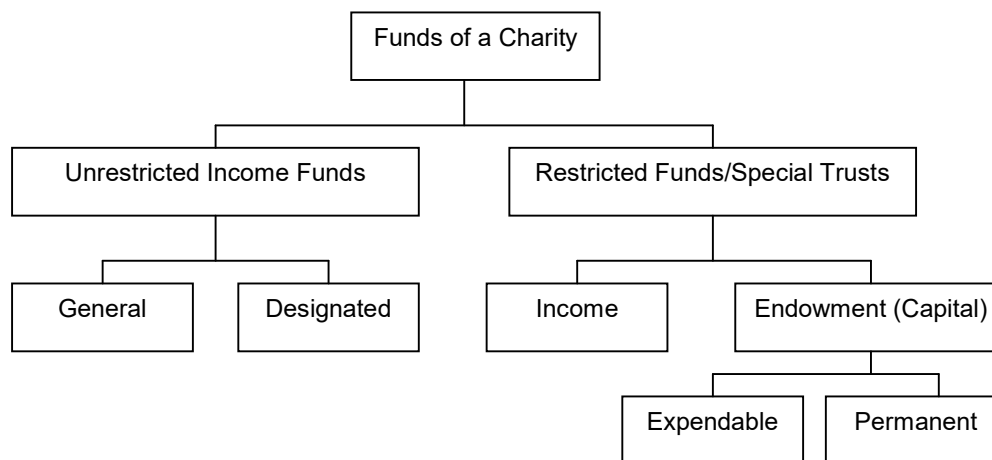 Funds of a Charity
Unrestricted Income Funds
Restricted Funds/Special Trusts
General
Designated
Income
Endowment (Capital)
Expendable
Permanent